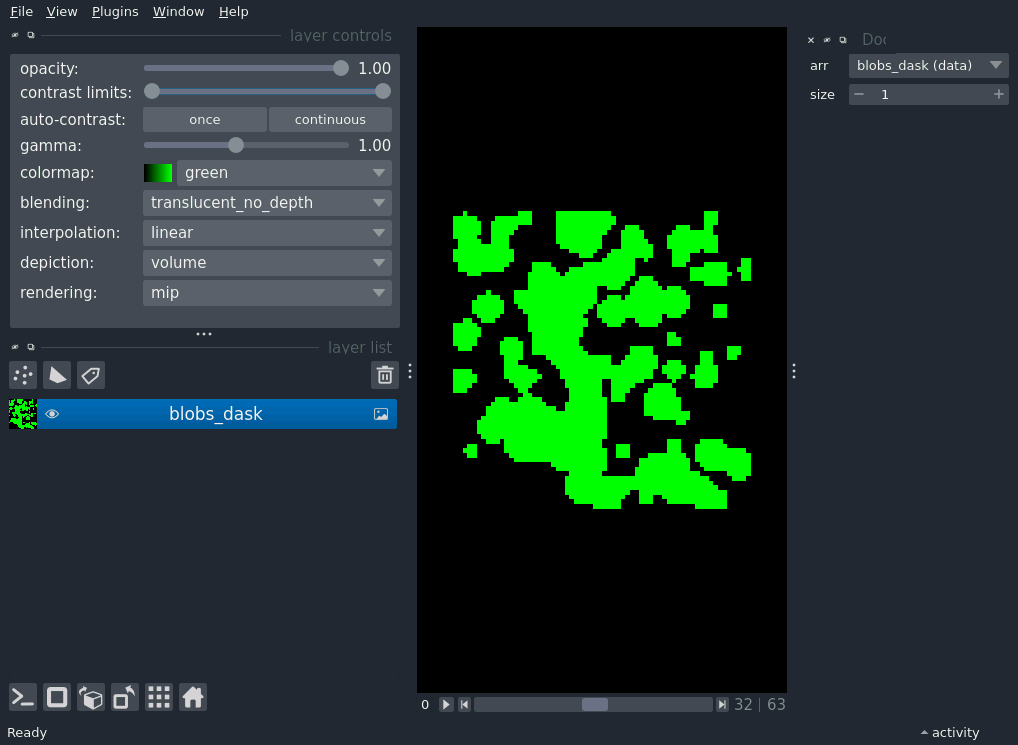 File View Plugins Window Help
layer controls
opacity: 1.00
contrast limits:
auto-contrast: once continuous
gamma: 1.00
colormap: green
blending: translucent_no_depth
interpolation: linear
depiction: volume
rendering: mip
layer list
blobs_dask
0 32 | 63
Ready
arr blobs_dask (data)
size 1
activity